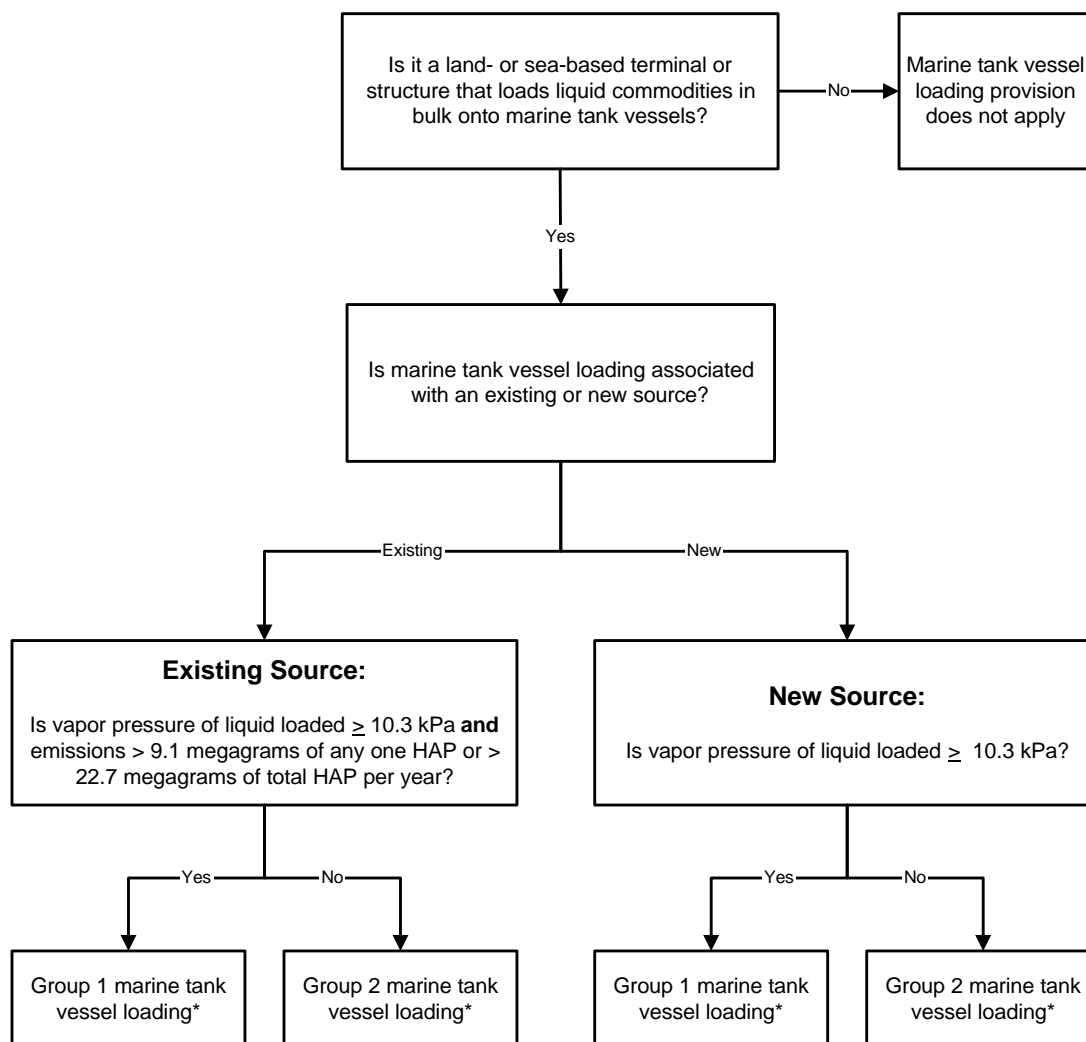 Is it a land- or sea-based terminal or
structure that loads liquid commodities in
bulk onto marine tank vessels?
No
Marine tank vessel
loading provision
does not apply
Yes
Is marine tank vessel loading associated
with an existing or new source?
Existing
New
Existing Source:
Is vapor pressure of liquid loaded ≥ 10.3 kPa and
emissions > 9.1 megagrams of any one HAP or >
22.7 megagrams of total HAP per year?
New Source:
Is vapor pressure of liquid loaded ≥ 10.3 kPa?
Yes
No
Yes
No
Group 1 marine tank
vessel loading*
Group 2 marine tank
vessel loading*
Group 1 marine tank
vessel loading*
Group 2 marine tank
vessel loading*